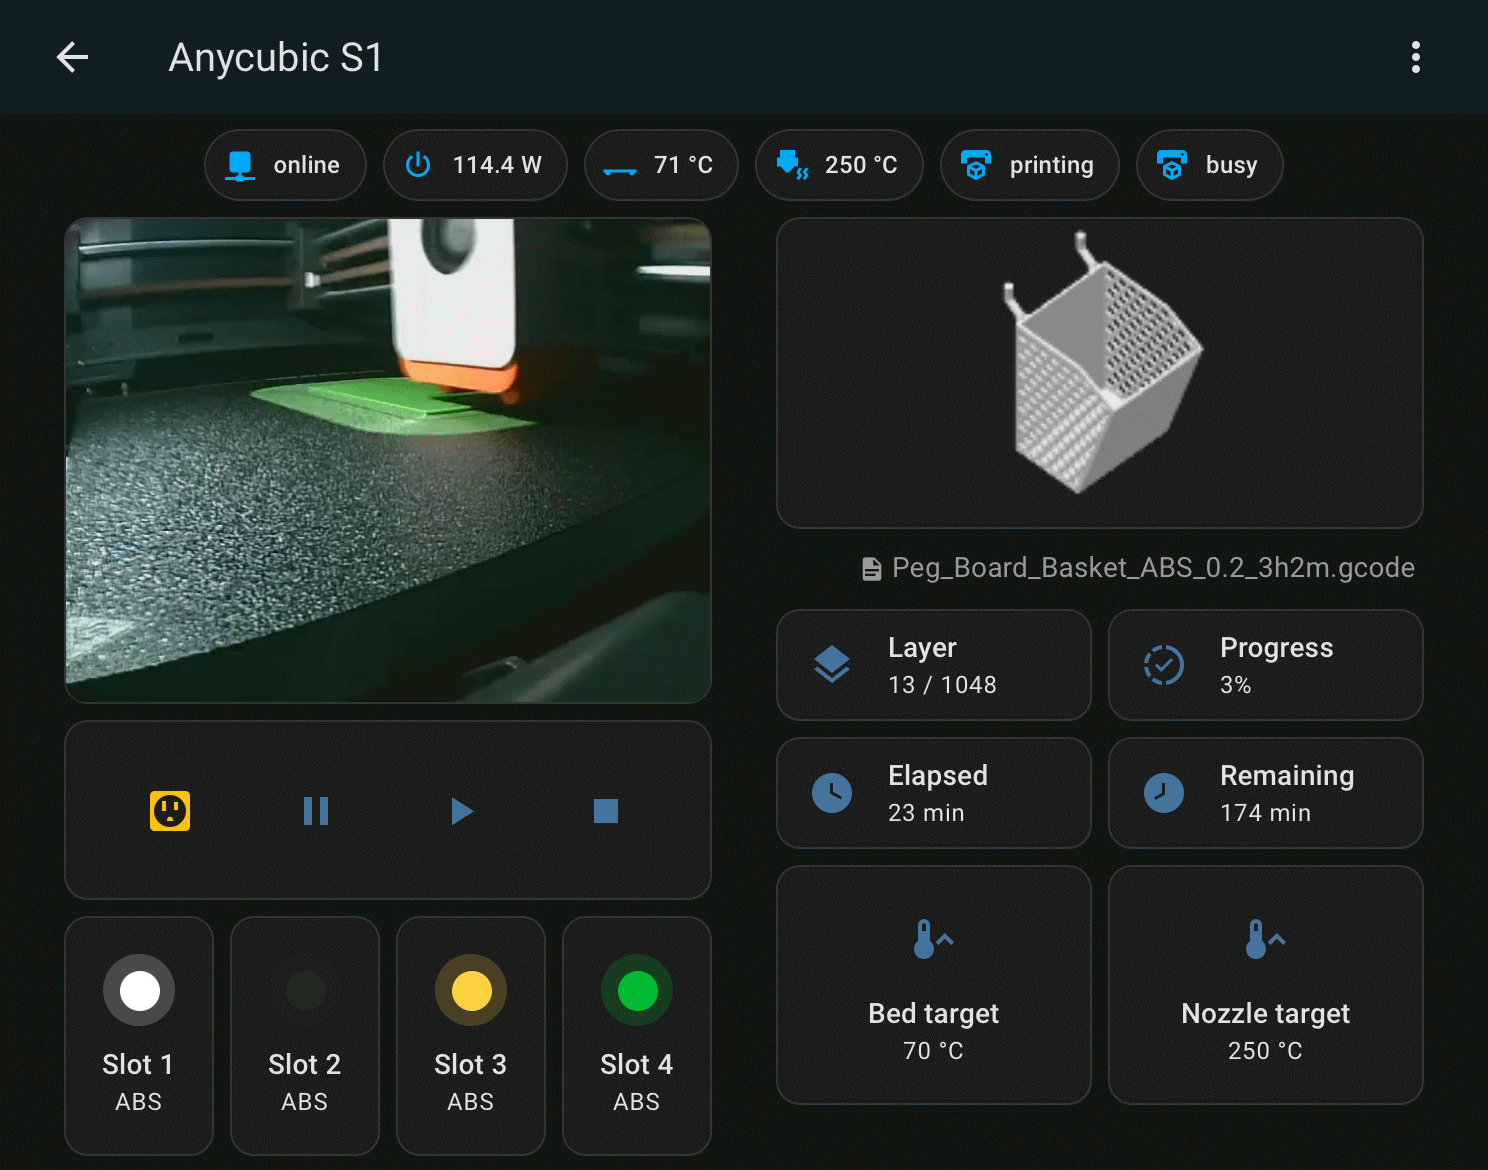 Anycubic S1
online
114.4 W
71 °C
250 °C
printing
busy
Peg_Board_Basket_ABS_0.2_3h2m.gcode
Layer
13 / 1048
Progress
3%
Elapsed
23 min
Remaining
174 min
Slot 1
ABS
Slot 2
ABS
Slot 3
ABS
Slot 4
ABS
Bed target
70 °C
Nozzle target
250 °C